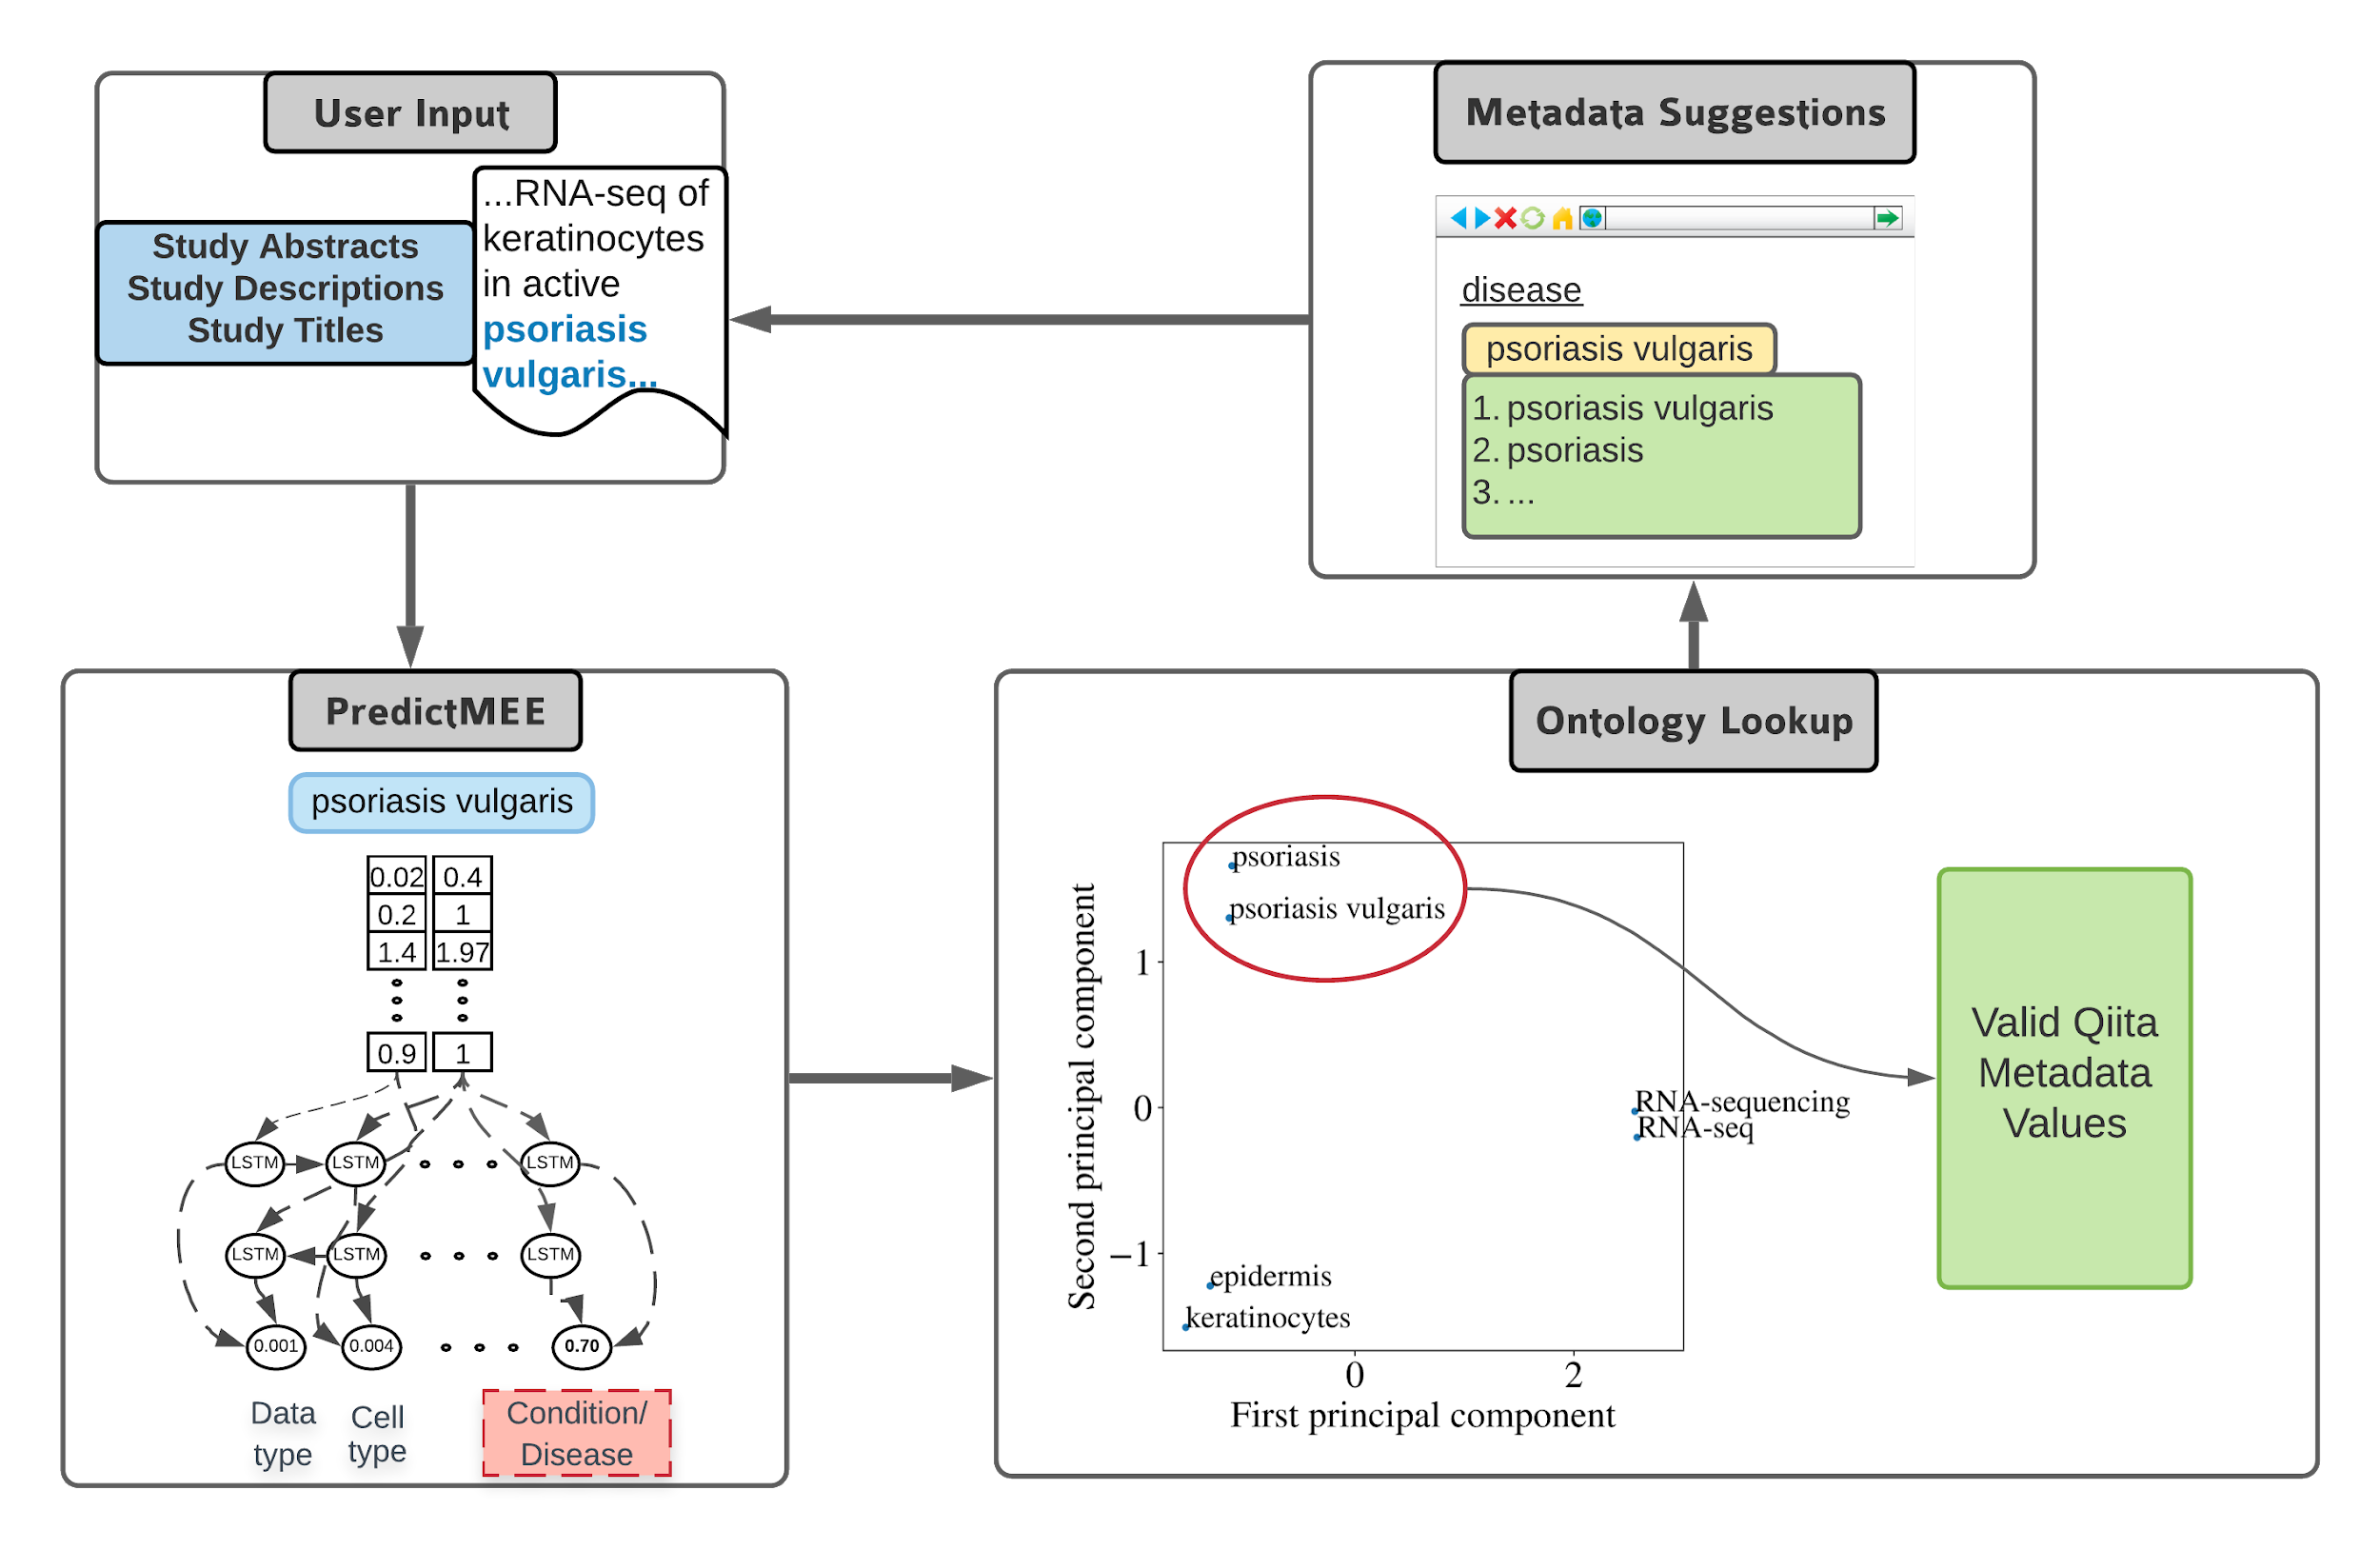 User Input
Study Abstracts
Study Descriptions
Study Titles
...RNA-seq of
keratinocytes
in active
psoriasis
vulgaris...
Metadata Suggestions
disease
psoriasis vulgaris
1. psoriasis vulgaris
2. psoriasis
3. ...
PredictMEE
psoriasis vulgaris
0.02 0.4
0.2 1
1.4 1.97
0.9 1
LSTM LSTM LSTM
LSTM LSTM LSTM
0.001 0.004 0.70
Data
type
Cell
type
Condition/
Disease
Ontology Lookup
Second principal component
1
0
−1
psoriasis
psoriasis vulgaris
RNA-sequencing
RNA-seq
epidermis
keratinocytes
0 2
First principal component
Valid Qiita
Metadata
Values